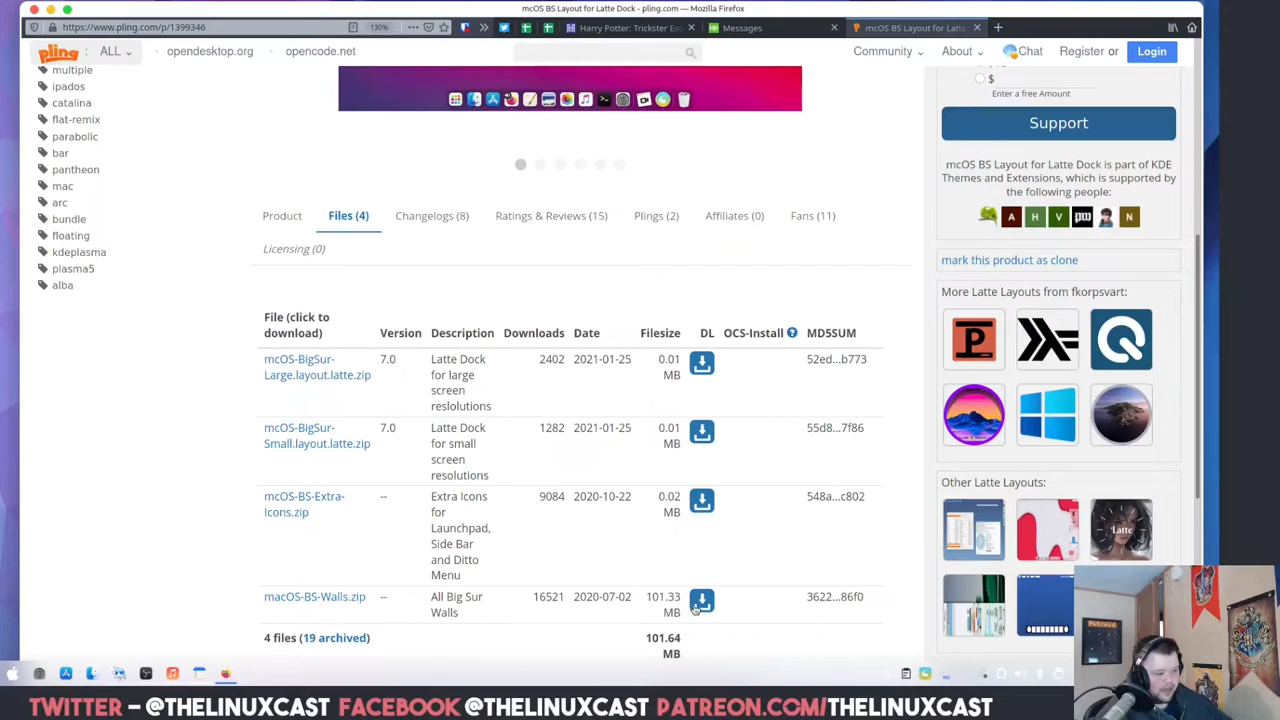 mcOS BS Layout for Latte Dock - pling.com — Mozilla Firefox
https://www.pling.com/p/1399346
130%
Harry Potter: Trickster Ex
Messages
mcOS BS Layout for Latte
pling
ALL
opendesktop.org
opencode.net
Community
About
Chat
Register or
Login
multiple
ipados
catalina
flat-remix
parabolic
bar
pantheon
mac
arc
bundle
floating
kdeplasma
plasma5
alba
Product
Files (4)
Changelogs (8)
Ratings & Reviews (15)
Plings (2)
Affiliates (0)
Fans (11)
Licensing (0)
File (click to download)
Version
Description
Downloads
Date
Filesize
DL
OCS-Install ?
MD5SUM
mcOS-BigSur-
Large.layout.latte.zip
7.0
Latte Dock
for large
screen
reslolutions
2402
2021-01-25
0.01
MB
52ed...b773
mcOS-BigSur-
Small.layout.latte.zip
7.0
Latte Dock
for small
screen
resolutions
1282
2021-01-25
0.01
MB
55d8...7f86
mcOS-BS-Extra-
Icons.zip
--
Extra Icons
for
Launchpad,
Side Bar
and Ditto
Menu
9084
2020-10-22
0.02
MB
548a...c802
macOS-BS-Walls.zip
--
All Big Sur
Walls
16521
2020-07-02
101.33
MB
3622...86f0
4 files (19 archived)
101.64
MB
$
Enter a free Amount
Support
mcOS BS Layout for Latte Dock is part of KDE
Themes and Extensions, which is supported by
the following people:
A
H
V
pw
N
mark this product as clone
More Latte Layouts from fkorpsvart:
P
Other Latte Layouts:
Latte
TWITTER – @THELINUXCAST FACEBOOK @THELINUXCAST PATREON.COM/THELINUXCAST